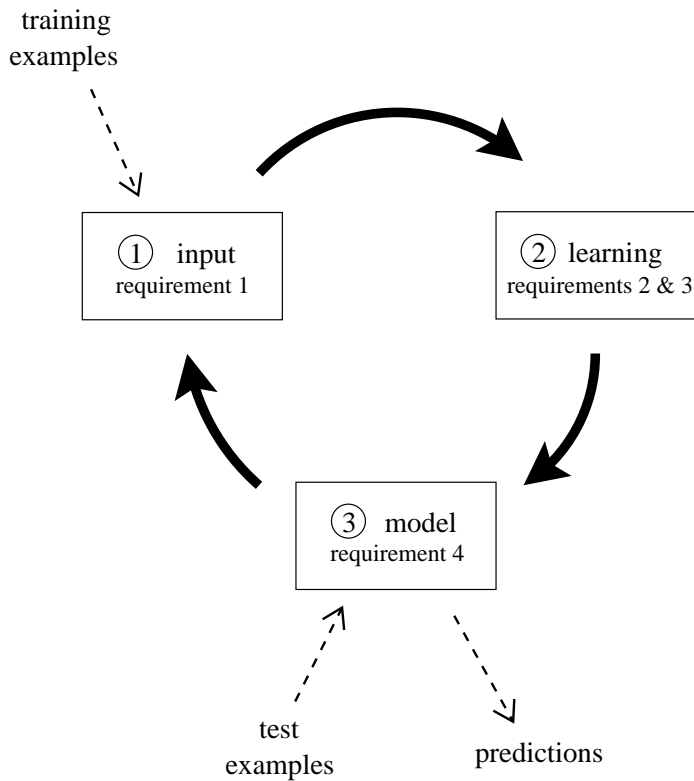 training
examples
① input
requirement 1
② learning
requirements 2 & 3
③ model
requirement 4
test
examples
predictions